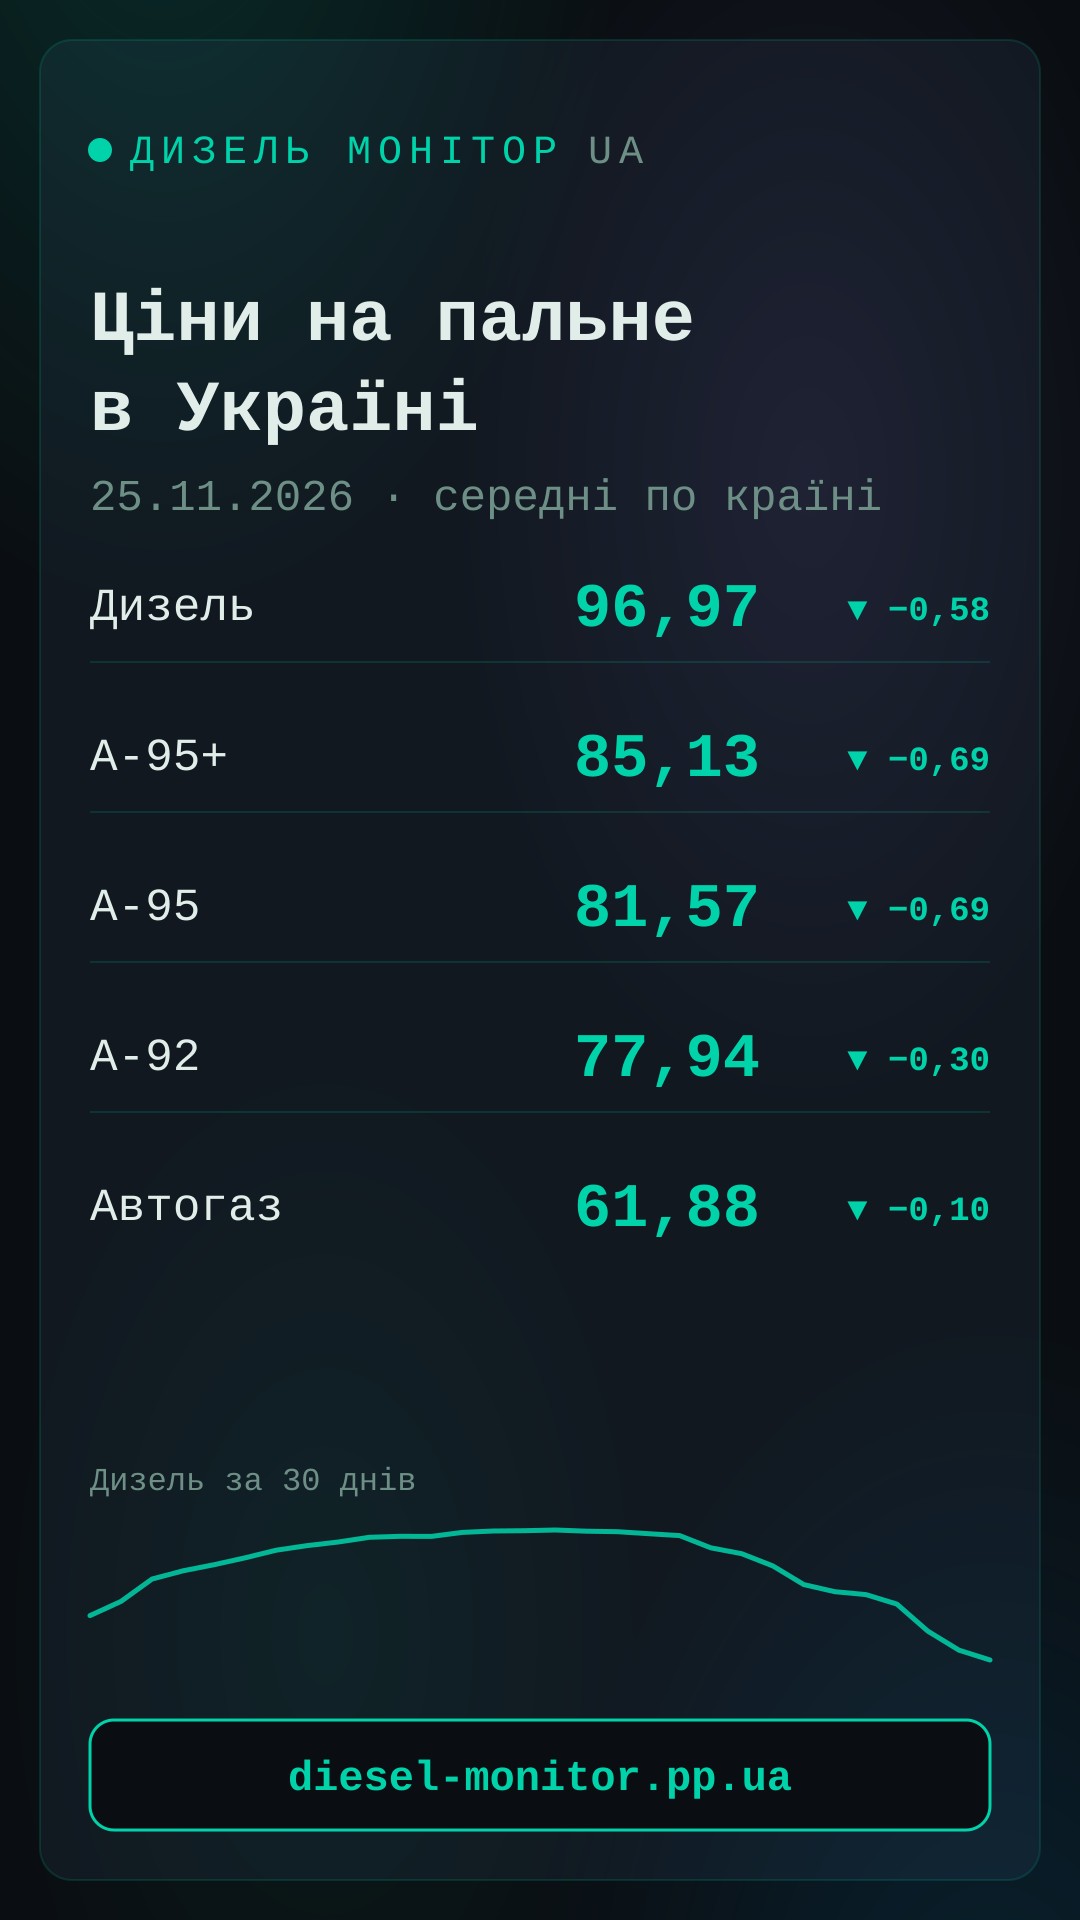 ДИЗЕЛЬ МОНІТОР UA
Ціни на пальне
в Україні
25.11.2026 · середні по країні
Дизель 96,97 ▼ −0,58
А-95+ 85,13 ▼ −0,69
А-95 81,57 ▼ −0,69
А-92 77,94 ▼ −0,30
Автогаз 61,88 ▼ −0,10
Дизель за 30 днів
diesel-monitor.pp.ua